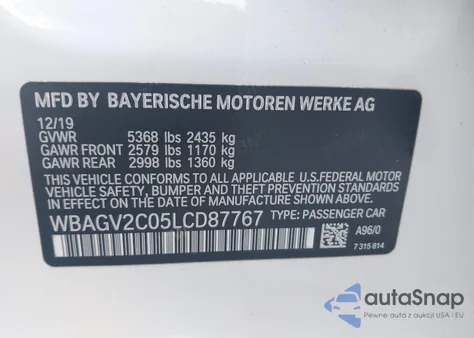 MFD BY BAYERISCHE MOTOREN WERKE AG
12/19
GVWR 5368 lbs 2435 kg
GAWR FRONT 2579 lbs 1170 kg
GAWR REAR 2998 lbs 1360 kg
THIS VEHICLE CONFORMS TO ALL APPLICABLE
U.S.FEDERAL MOTOR
VEHICLE SAFETY, BUMPER AND THEFT STANDARDS
IN EFFECT ON THE DATE OF
MANUFACTURE SHOWN ABOVE.
WBAGV2C05LCD87767 TYPE: PASSENGER CAR
A96/0
7 315 814
autoSnap
Pewne auta z aukcji USA - EU